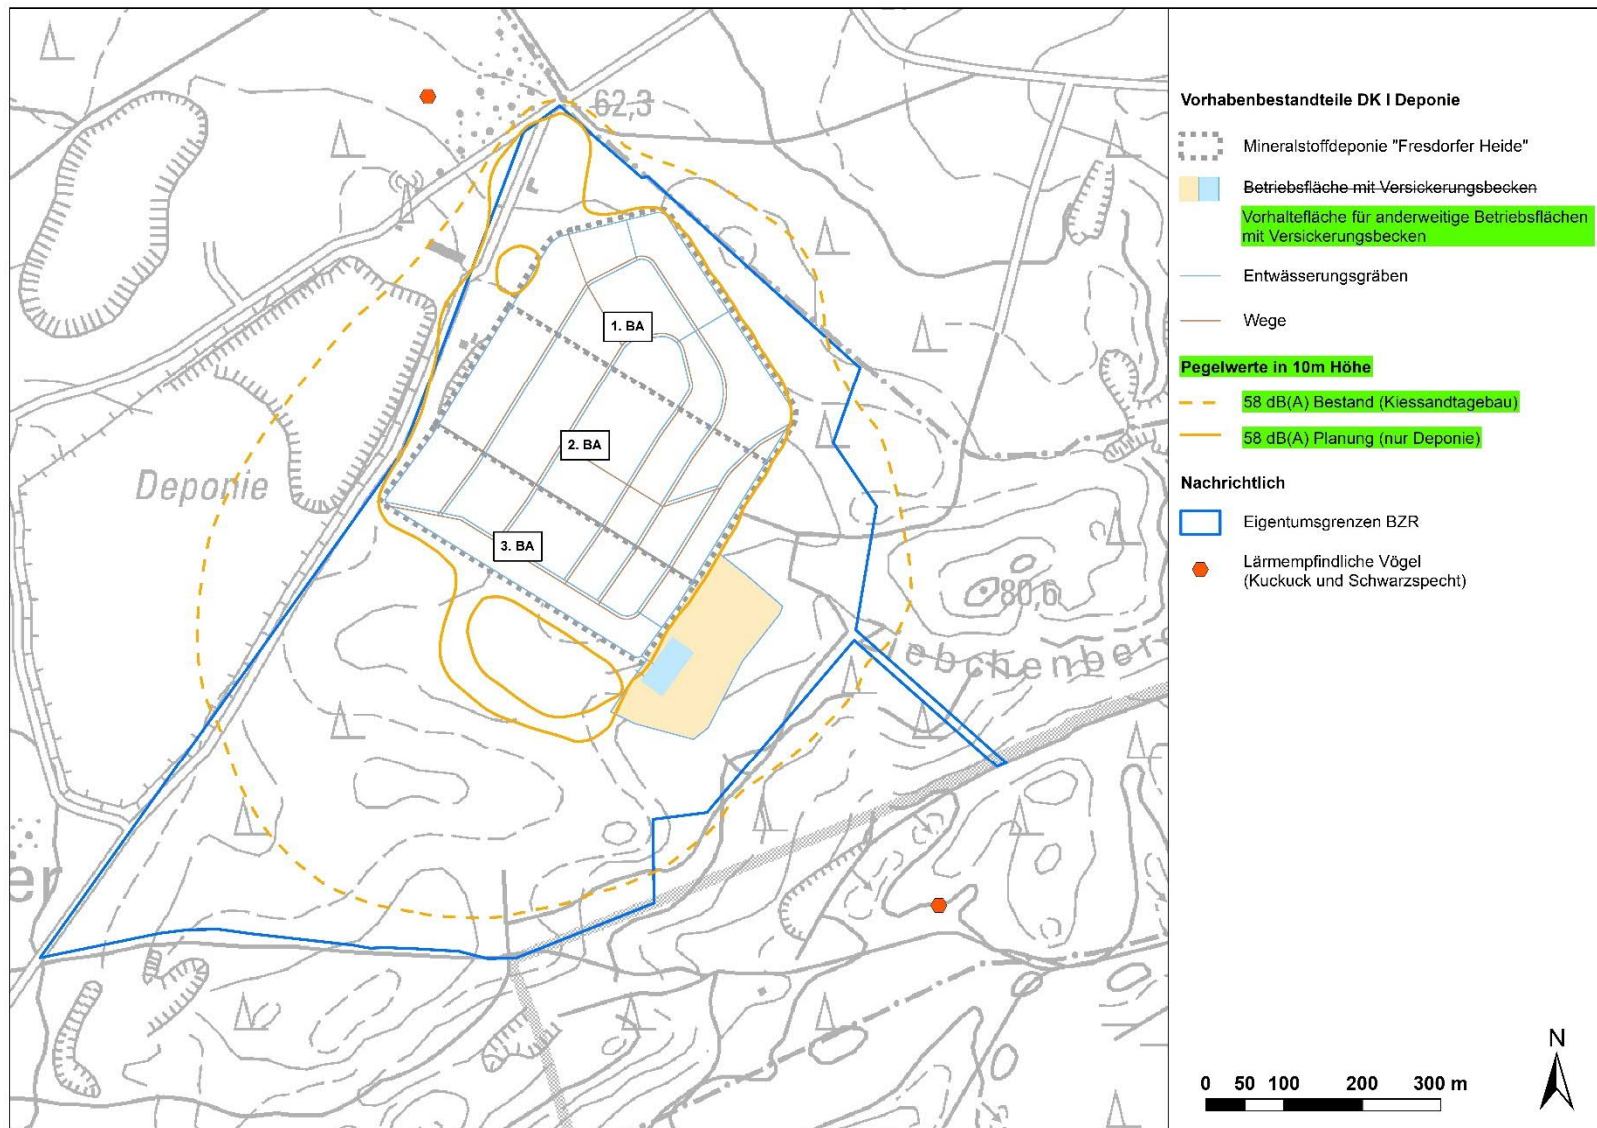 62,3
1. BA
2. BA
Deponie
3. BA
80,6
ebchenber
er
Vorhabenbestandteile DK I Deponie
Mineralstoffdeponie "Fresdorfer Heide"
Betriebsfläche mit Versickerungsbecken
Vorhaltefläche für anderweitige Betriebsflächen
mit Versickerungsbecken
Entwässerungsgräben
Wege
Pegelwerte in 10m Höhe
58 dB(A) Bestand (Kiessandtagebau)
58 dB(A) Planung (nur Deponie)
Nachrichtlich
Eigentumsgrenzen BZR
Lärmempfindliche Vögel
(Kuckuck und Schwarzspecht)
N
0 50 100 200 300 m